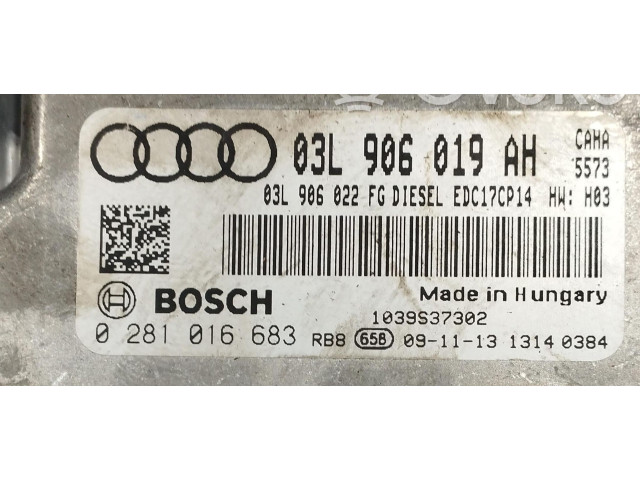 03L 906 019 AH CAHA
5573
03L 906 022 FG DIESEL EDC17CP14 HW: H03
BOSCH
Made in Hungary
1039S37302
0 281 016 683 RB8 65B 09-11-13 1314 0384